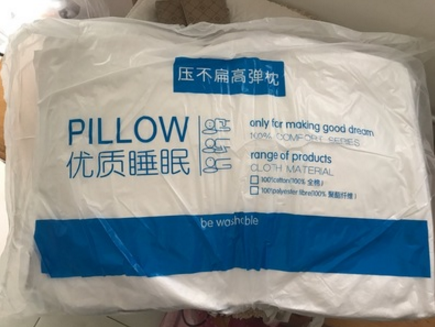 压不扁高弹枕
PILLOW
优质睡眠
only for making good dream
100% COMFORT SERIES
range of products
CLOTH MATERIAL
100%cotton(100% 全棉)
100%polyester fibre(100% 聚酯纤维)
be washable